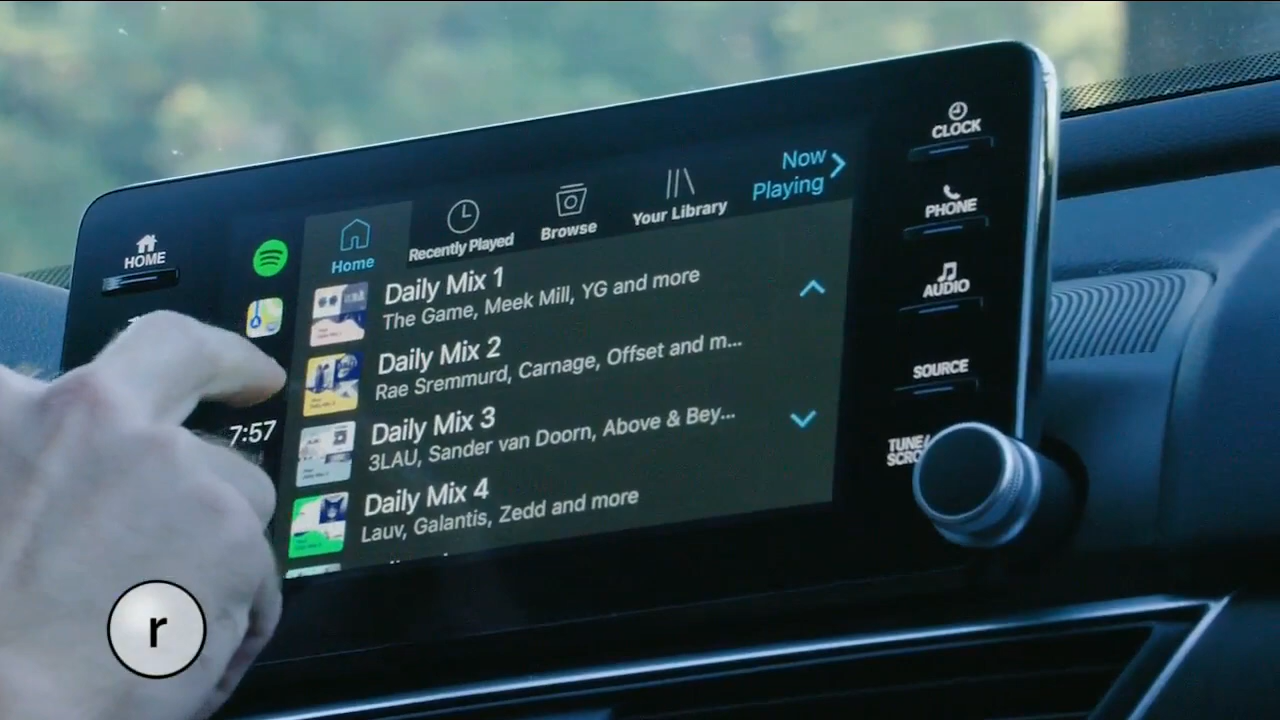 HOME
7:57
Home
Recently Played
Browse
Your Library
Now
Playing
Daily Mix 1
The Game, Meek Mill, YG and more
Daily Mix 2
Rae Sremmurd, Carnage, Offset and m...
Daily Mix 3
3LAU, Sander van Doorn, Above & Bey...
Daily Mix 4
Lauv, Galantis, Zedd and more
CLOCK
PHONE
AUDIO
SOURCE
TUNE/
r